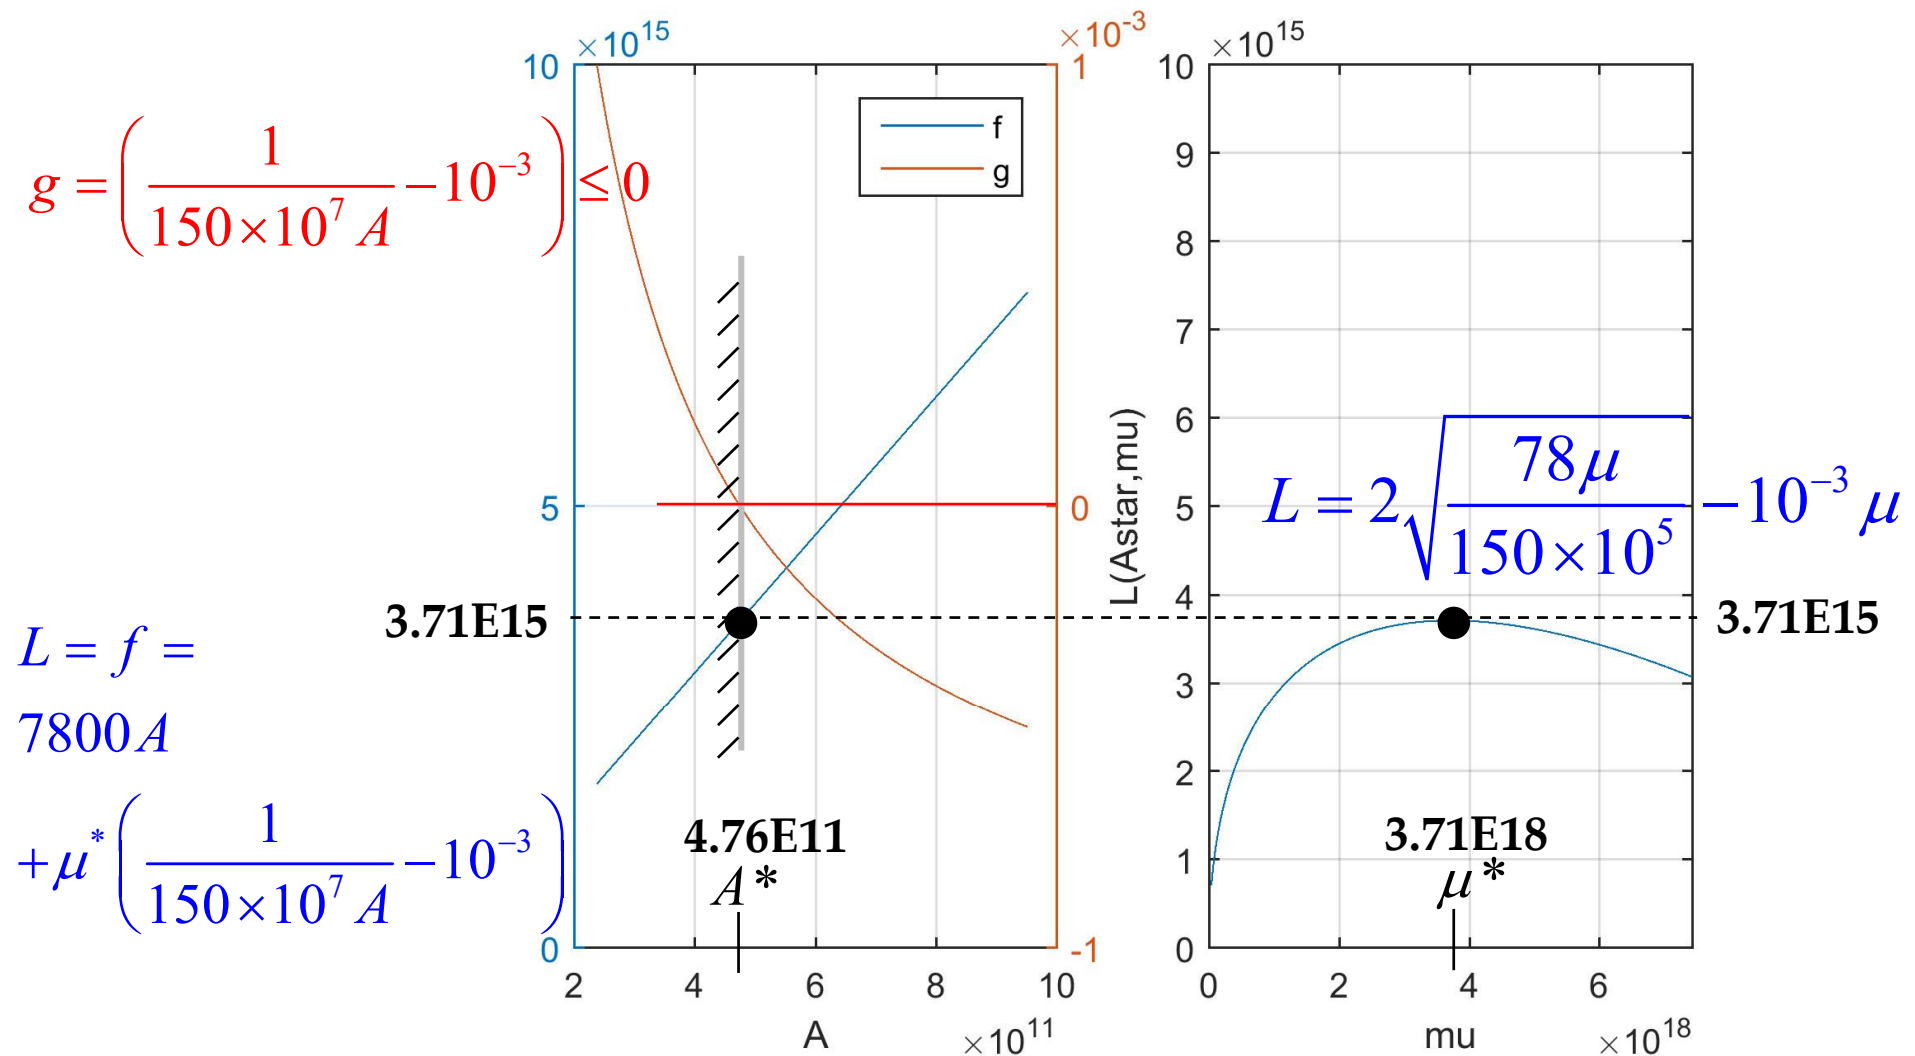 g = ( 1 / 150×10⁷ A − 10⁻³ ) ≤ 0
L = f =
7800 A
+ μ* ( 1 / 150×10⁷ A − 10⁻³ )
×10¹⁵
×10⁻³
10
5
0
1
0
-1
f
g
3.71E15
4.76E11
A*
2 4 6 8 10
A
×10¹¹
×10¹⁵
10
9
8
7
6
5
4
3
2
1
0
L(Astar,mu)
L = 2 √( 78μ / 150×10⁵ ) − 10⁻³ μ
3.71E15
3.71E18
μ*
0 2 4 6
mu
×10¹⁸